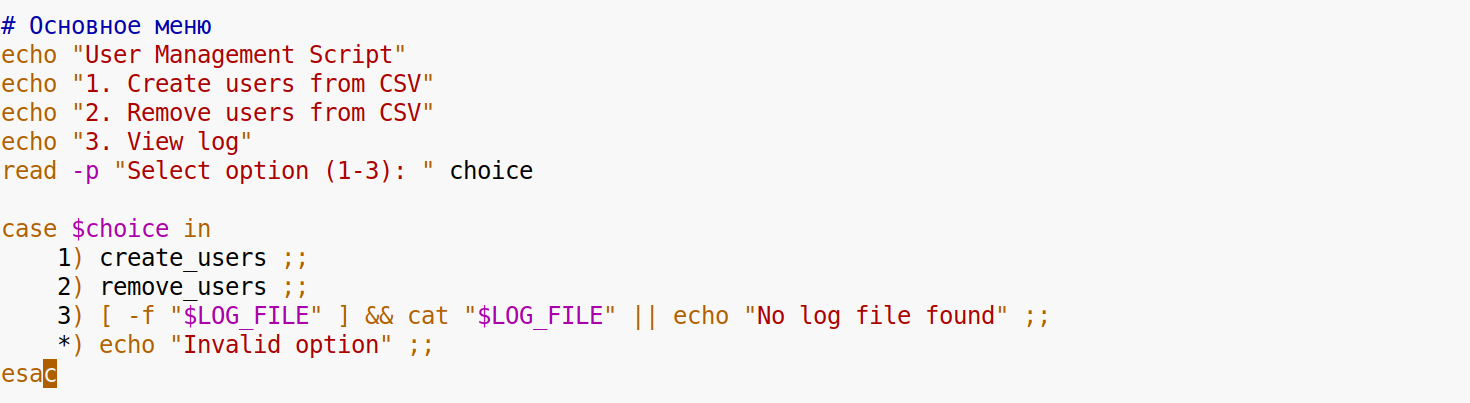 # Основное меню
echo "User Management Script"
echo "1. Create users from CSV"
echo "2. Remove users from CSV"
echo "3. View log"
read -p "Select option (1-3): " choice
case $choice in
    1) create_users ;;
    2) remove_users ;;
    3) [ -f "$LOG_FILE" ] && cat "$LOG_FILE" || echo "No log file found" ;;
    *) echo "Invalid option" ;;
esac